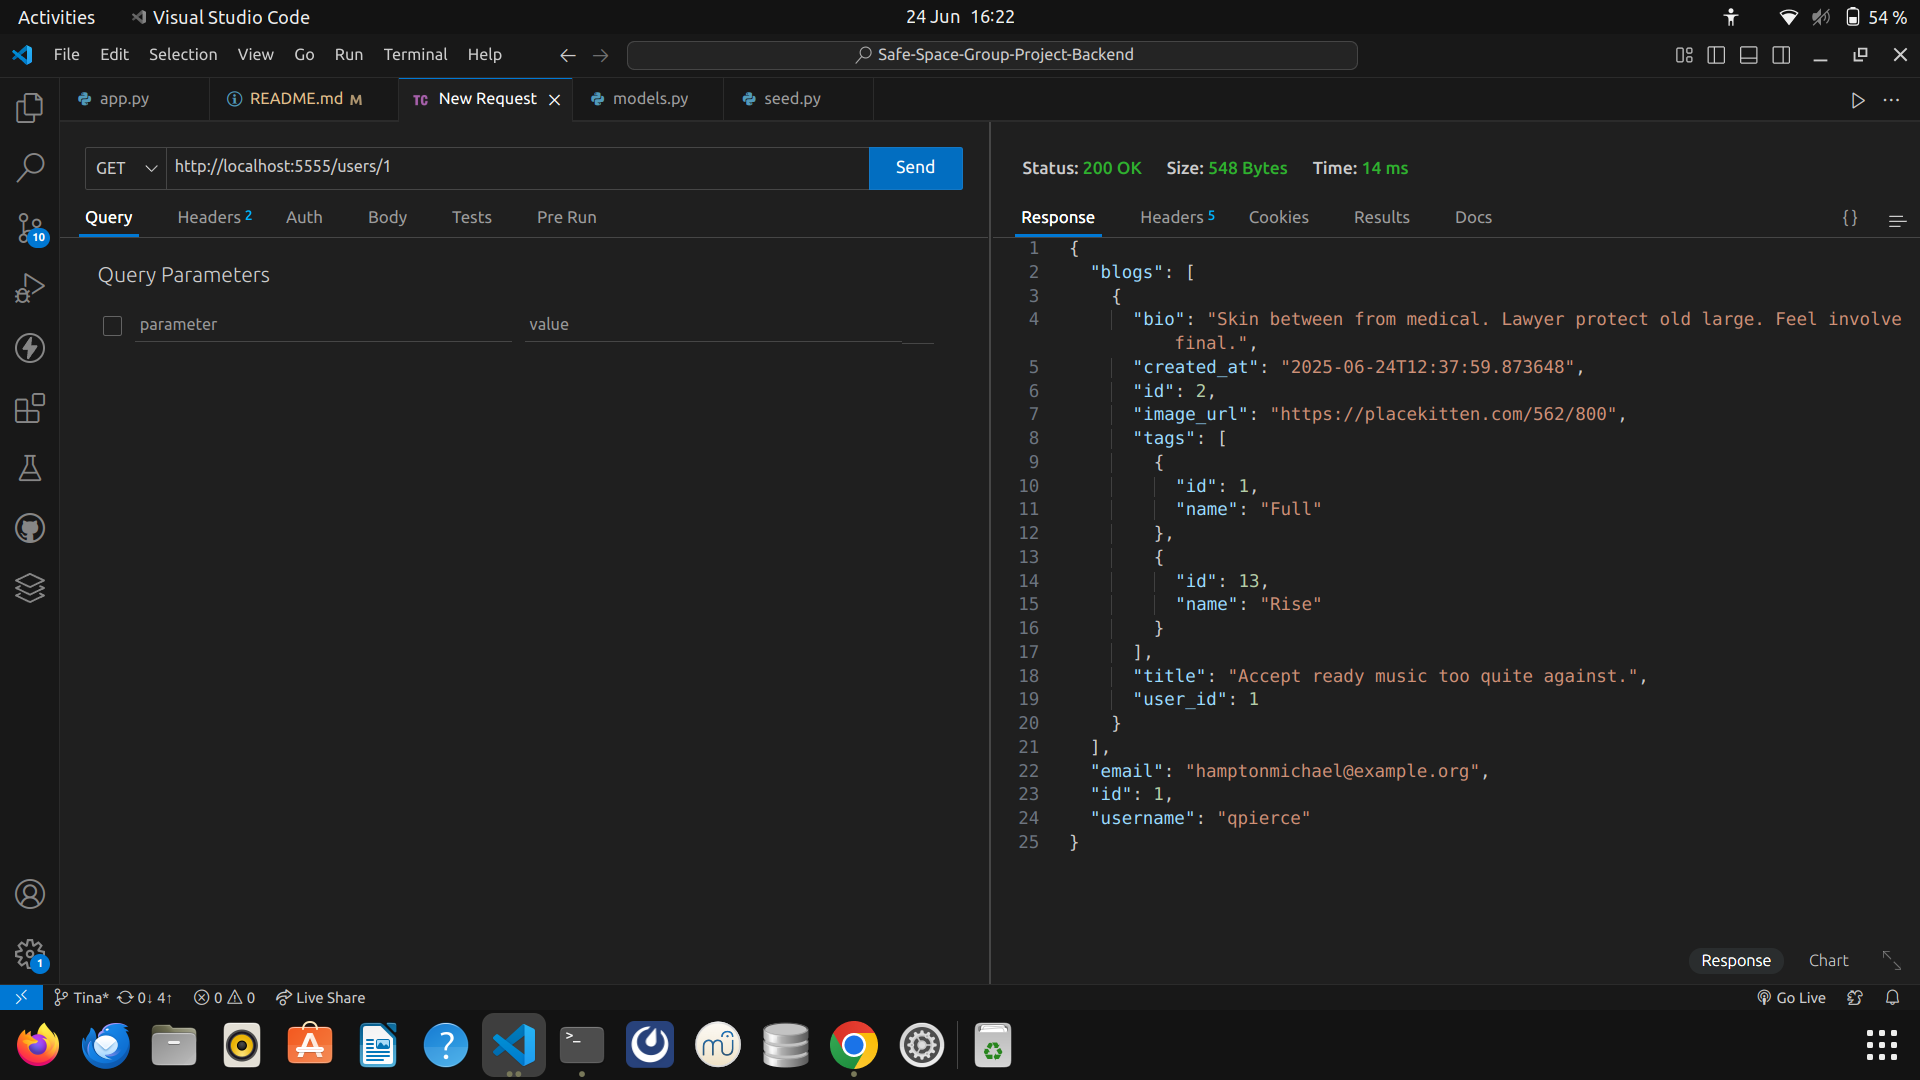 Activities
Visual Studio Code
24 Jun 16:22
54 %
File Edit Selection View Go Run Terminal Help
Safe-Space-Group-Project-Backend
app.py
README.md M
TC New Request
models.py
seed.py
GET
http://localhost:5555/users/1
Send
Query
Headers 2
Auth
Body
Tests
Pre Run
Query Parameters
parameter
value
Status: 200 OK Size: 548 Bytes Time: 14 ms
Response
Headers 5
Cookies
Results
Docs
{}
1 {
2 "blogs": [
3 {
4 "bio": "Skin between from medical. Lawyer protect old large. Feel involve
final.",
5 "created_at": "2025-06-24T12:37:59.873648",
6 "id": 2,
7 "image_url": "https://placekitten.com/562/800",
8 "tags": [
9 {
10 "id": 1,
11 "name": "Full"
12 },
13 {
14 "id": 13,
15 "name": "Rise"
16 }
17 ],
18 "title": "Accept ready music too quite against.",
19 "user_id": 1
20 }
21 ],
22 "email": "hamptonmichael@example.org",
23 "id": 1,
24 "username": "qpierce"
25 }
Response
Chart
10
1
Tina* 0↓ 4↑
0 0
Live Share
Go Live
>_
?
mu